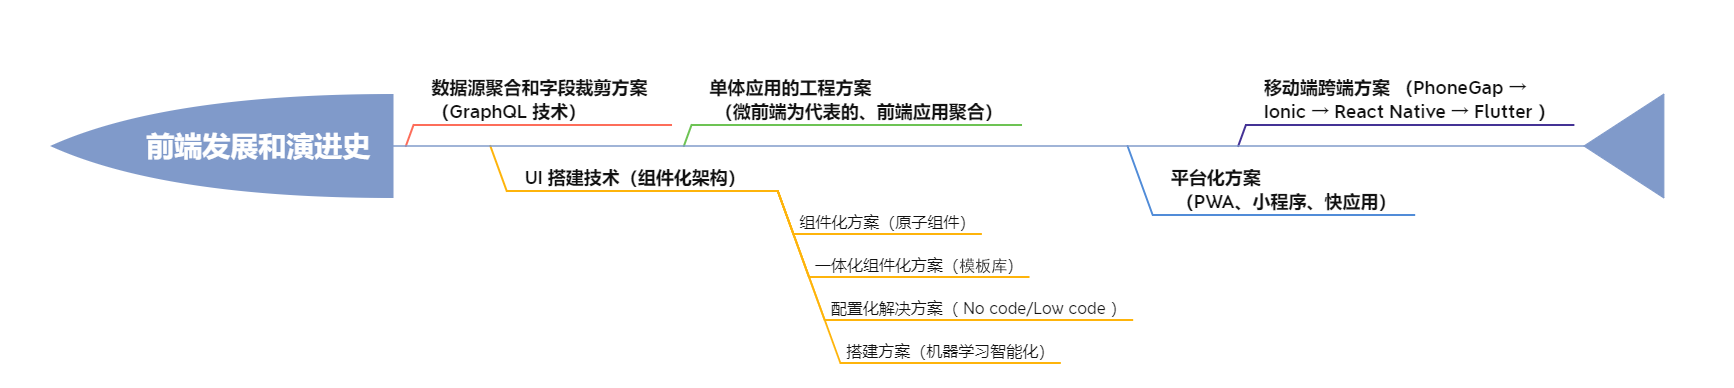 前端发展和演进史
数据源聚合和字段裁剪方案
（GraphQL 技术）
UI 搭建技术（组件化架构）
组件化方案（原子组件）
一体化组件化方案（模板库）
配置化解决方案（ No code/Low code ）
搭建方案（机器学习智能化）
单体应用的工程方案
（微前端为代表的、前端应用聚合）
平台化方案
（PWA、小程序、快应用）
移动端跨端方案 （PhoneGap →
Ionic → React Native → Flutter ）